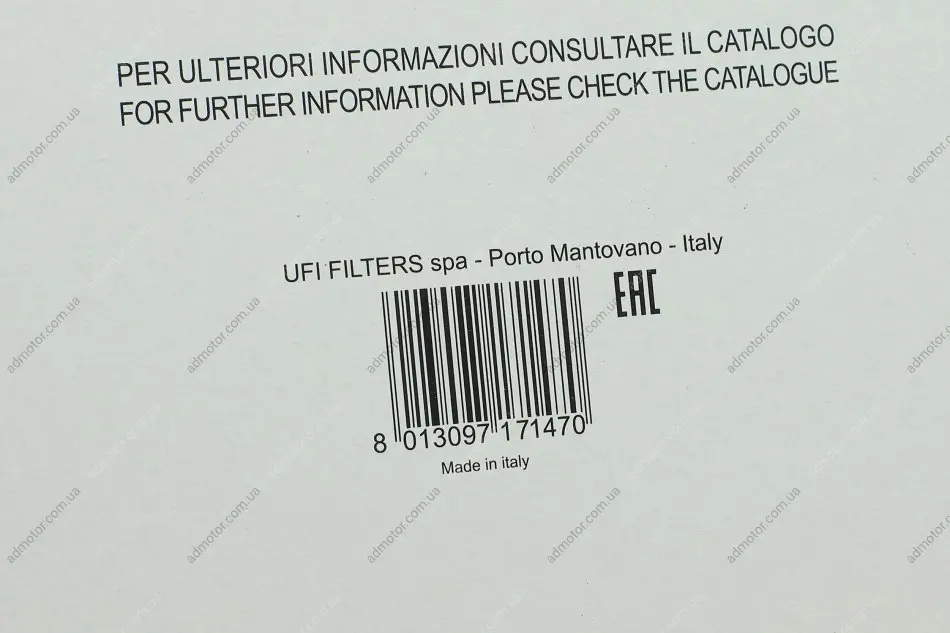 PER ULTERIORI INFORMAZIONI CONSULTARE IL CATALOGO
FOR FURTHER INFORMATION PLEASE CHECK THE CATALOGUE
UFI FILTERS spa - Porto Mantovano - Italy
EAC
8 013097 171470
Made in italy
admotor.com.ua